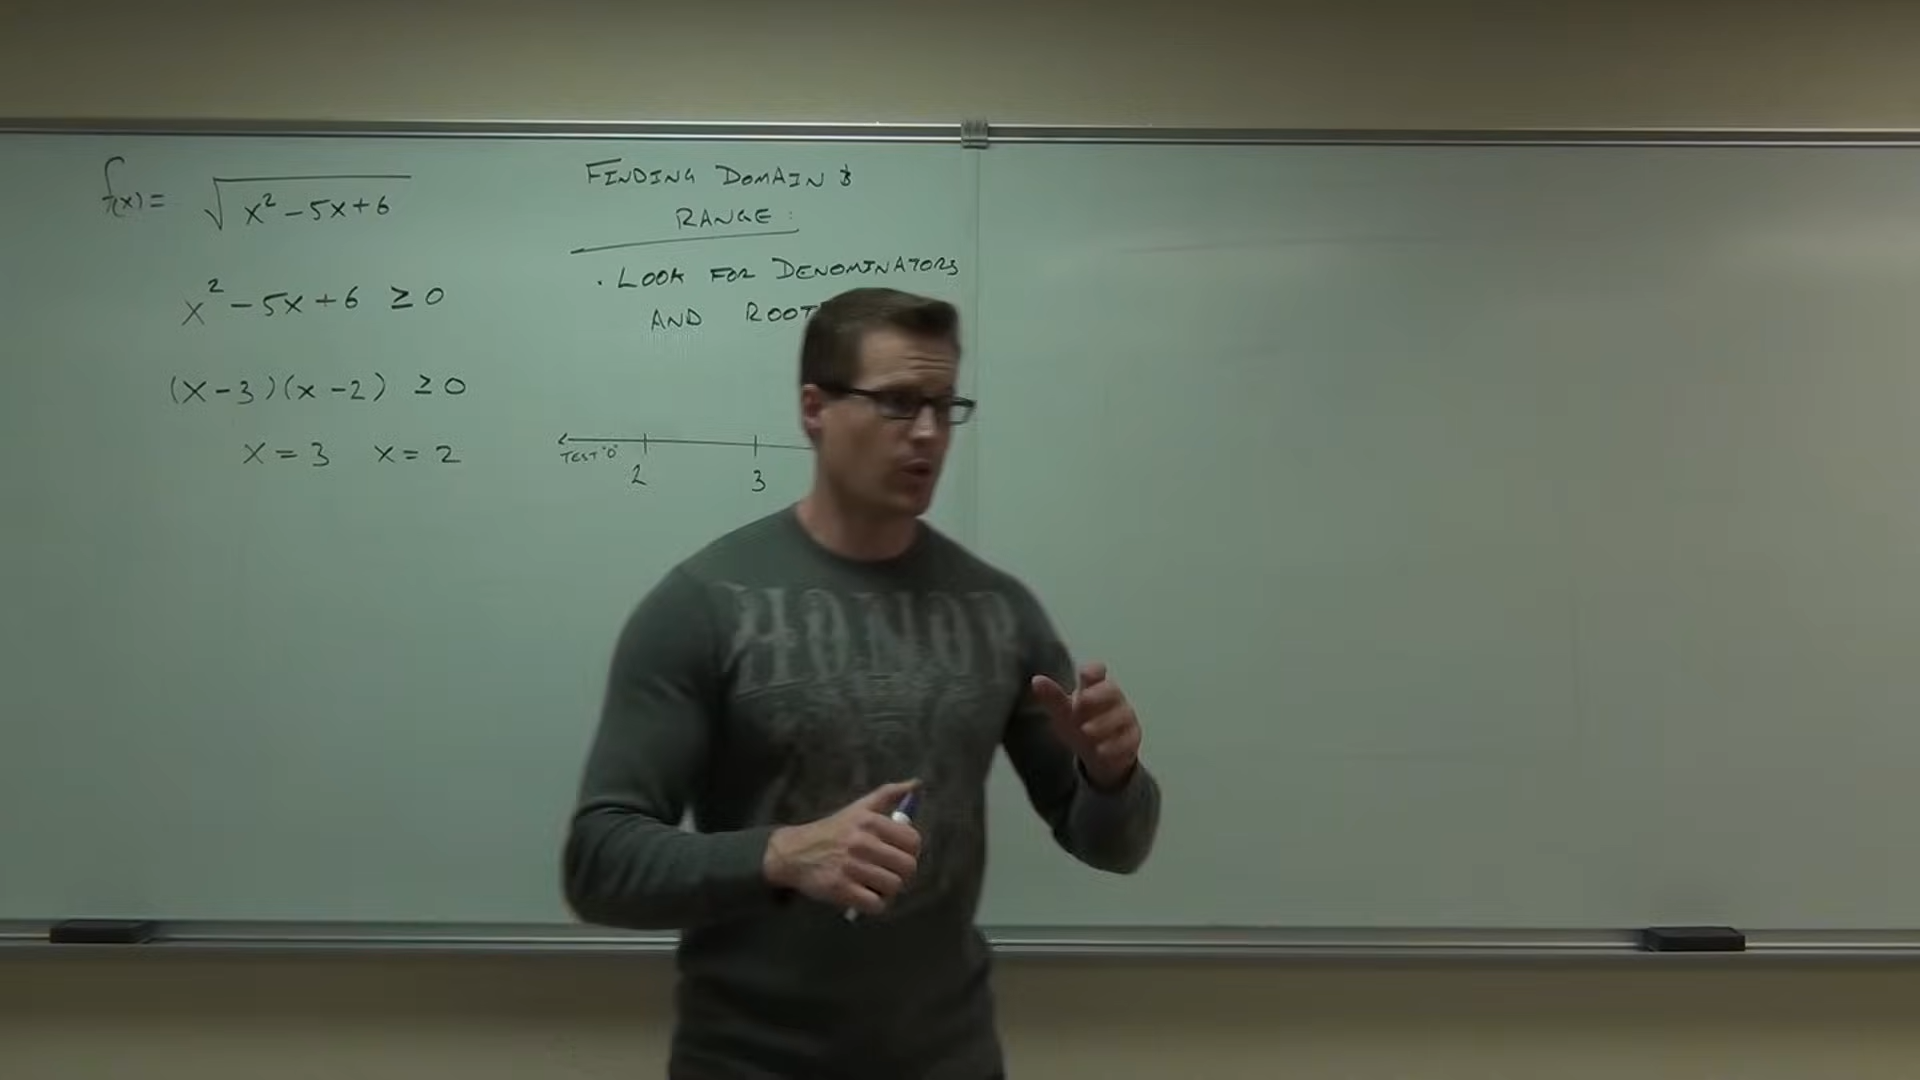 f(x) = √x² - 5x + 6
x² - 5x + 6 ≥ 0
(x - 3)(x - 2) ≥ 0
x = 3 x = 2
FINDING DOMAIN &
RANGE:
• LOOK FOR DENOMINATORS
AND ROOT
TEST "0"
2 3
HONOR